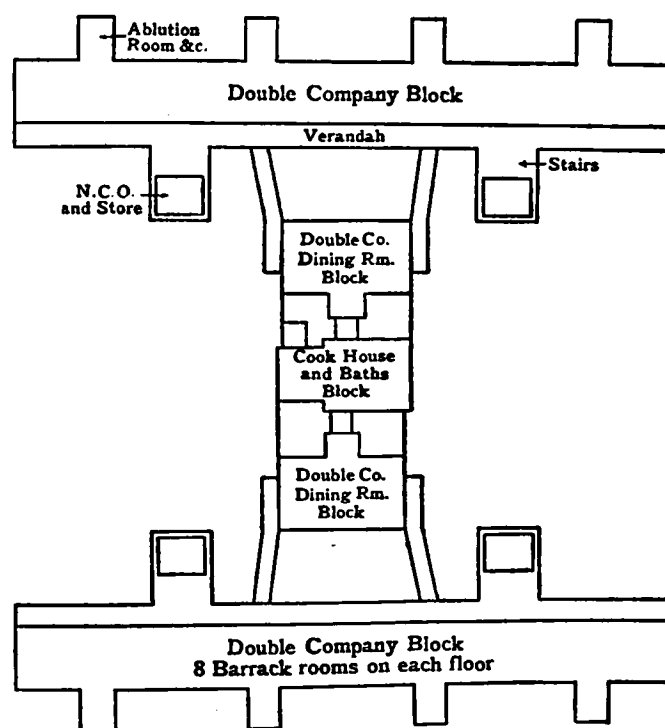 Ablution
Room &c.
Double Company Block
Verandah
Stairs
N.C.O.
and Store
Double Co.
Dining Rm.
Block
Cook House
and Baths
Block
Double Co.
Dining Rm.
Block
Double Company Block
8 Barrack rooms on each floor